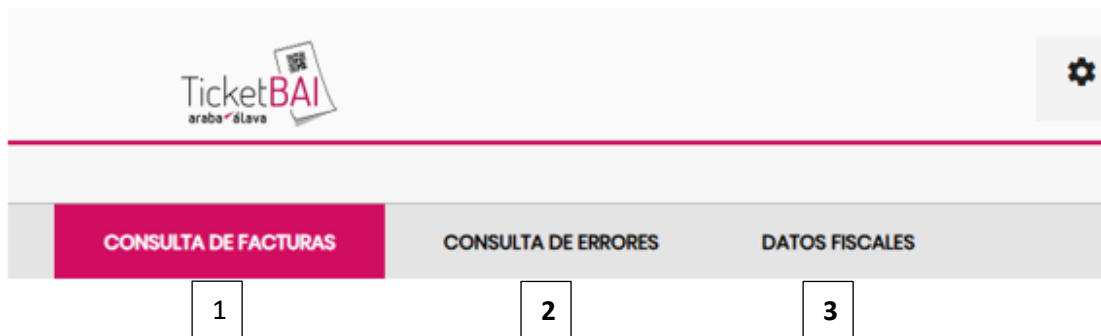 TicketBAI
araba álava
CONSULTA DE FACTURAS CONSULTA DE ERRORES DATOS FISCALES
1 2 3